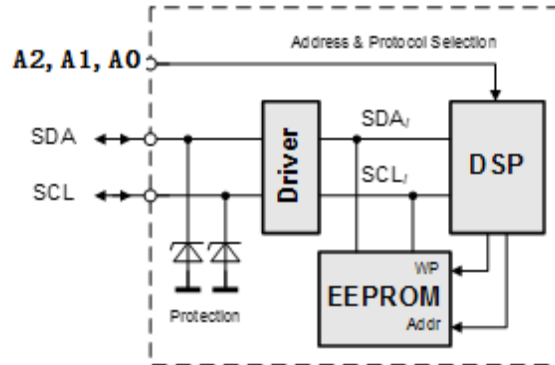 Address & Protocol Selection
A2, A1, A0
SDA
SDAI
Driver
DSP
SCL
SCLI
WP
EEPROM
Addr
Protection